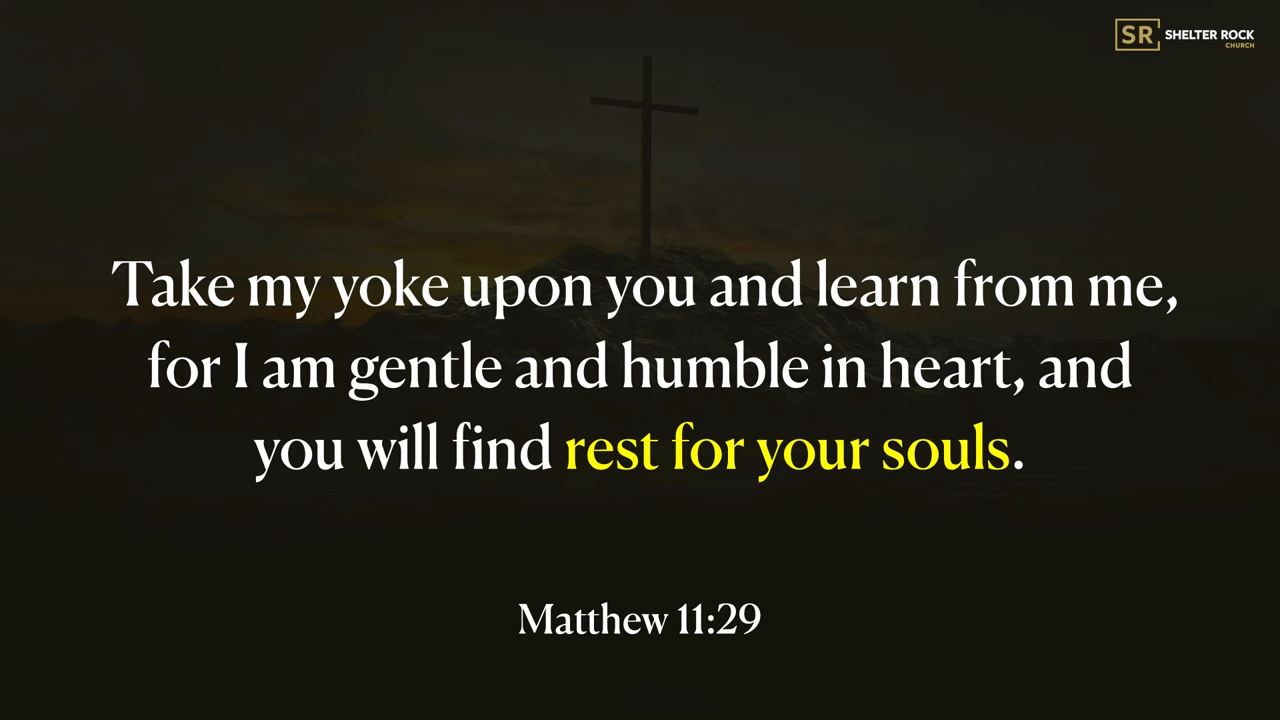 SR SHELTER ROCK
CHURCH
Take my yoke upon you and learn from me,
for I am gentle and humble in heart, and
you will find rest for your souls.
Matthew 11:29